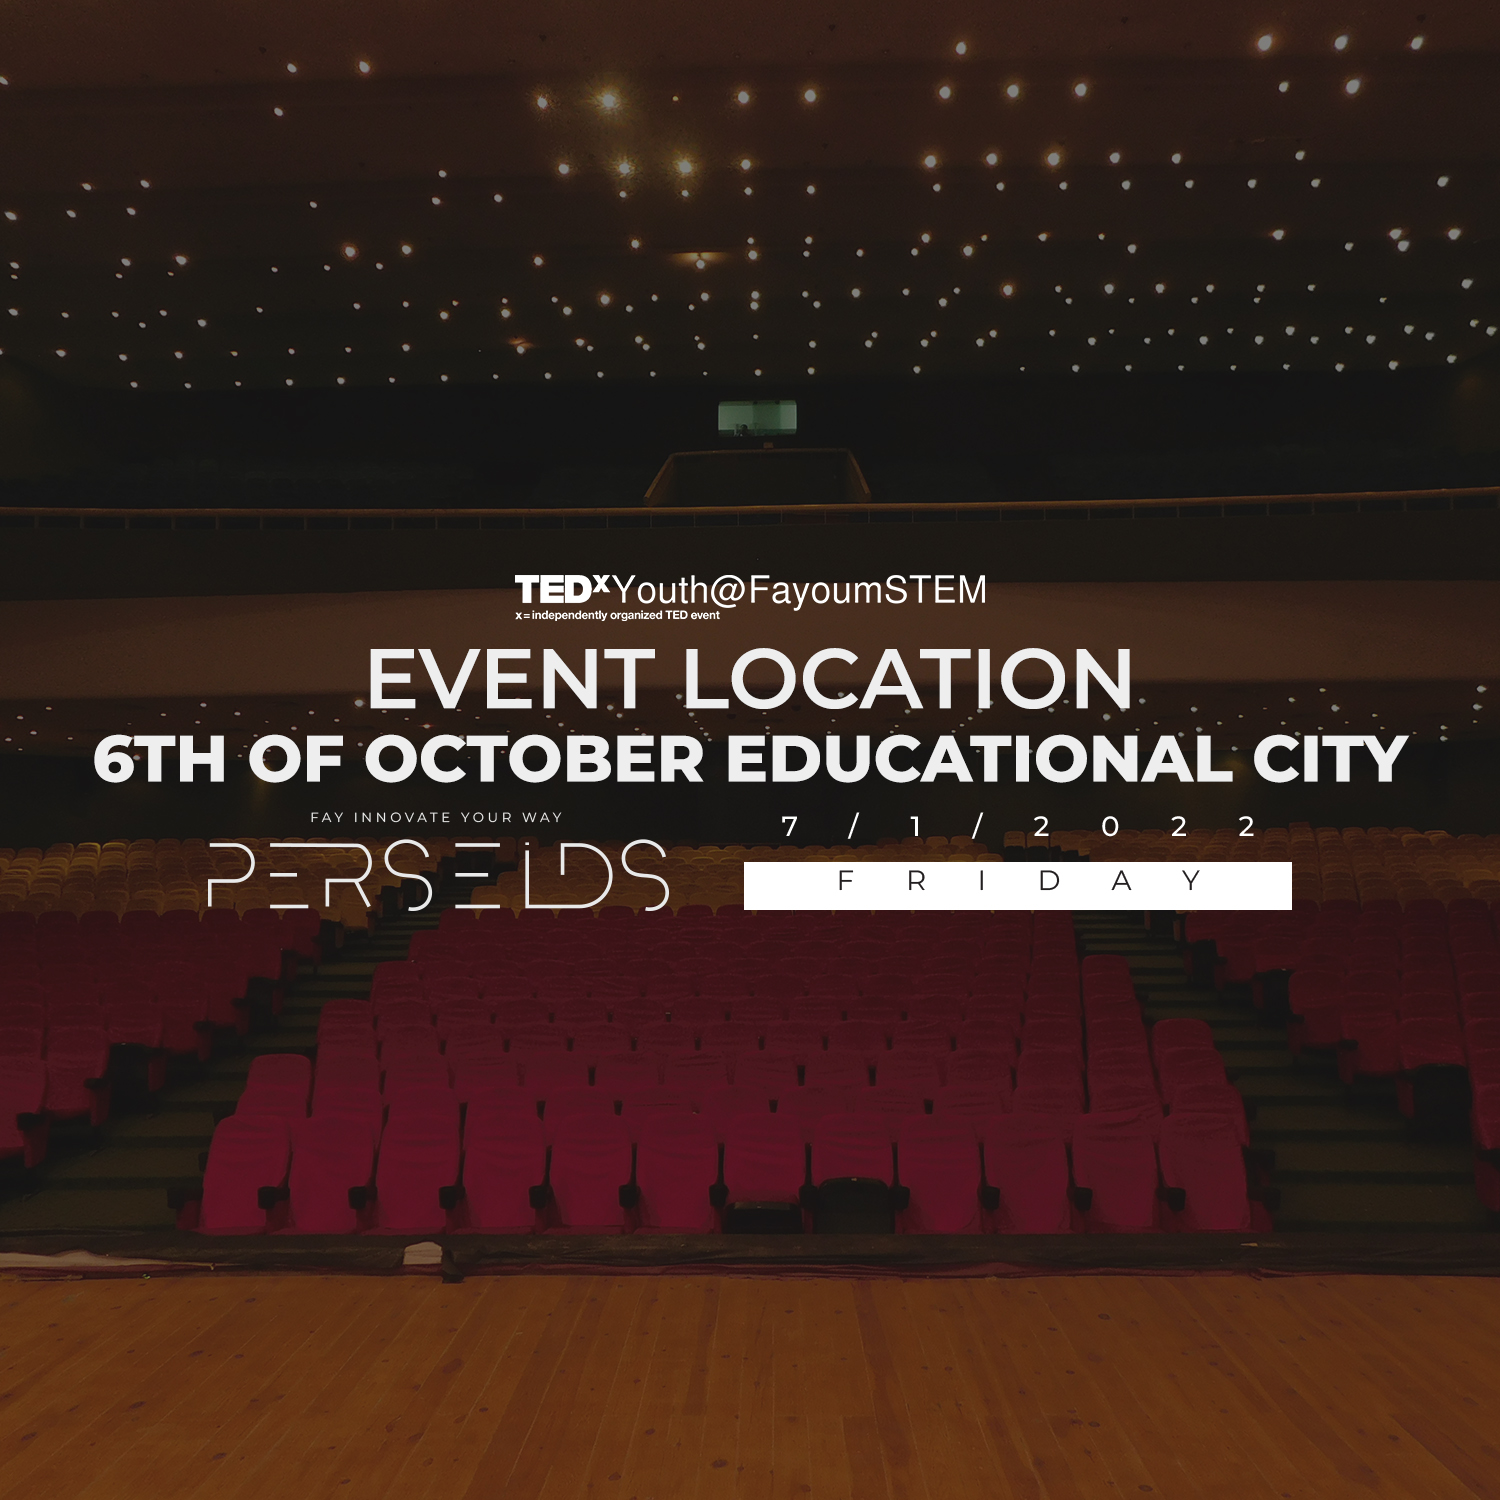 TEDxYouth@FayoumSTEM
x = independently organized TED event
EVENT LOCATION
6TH OF OCTOBER EDUCATIONAL CITY
FAY INNOVATE YOUR WAY
PERSEIDS
7/1/2022
FRIDAY